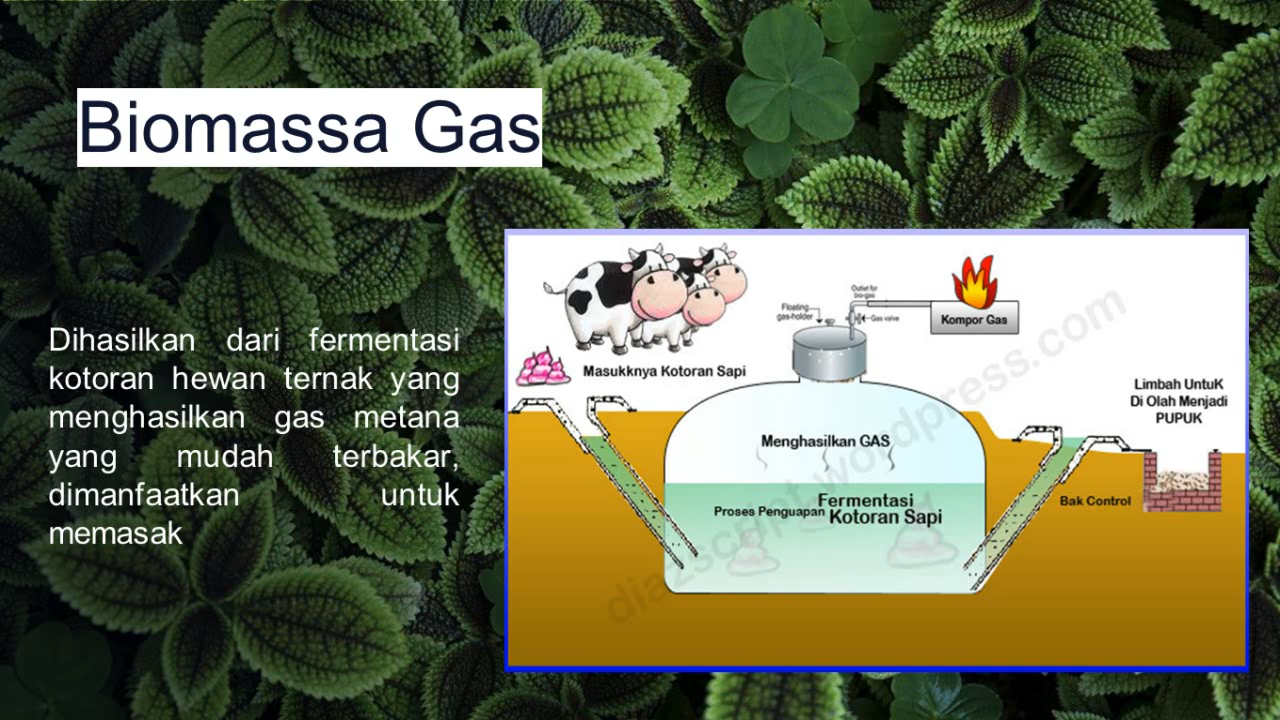 Biomassa Gas
Dihasilkan dari fermentasi
kotoran hewan ternak yang
menghasilkan gas metana
yang mudah terbakar,
dimanfaatkan untuk
memasak
Masukknya Kotoran Sapi
Floating
gas-holder
Outlet for
bio-gas
Gas valve
Kompor Gas
Limbah UntuK
Di Olah Menjadi
PUPUK
Menghasilkan GAS
Proses Penguapan
Fermentasi
Kotoran Sapi
Bak Control